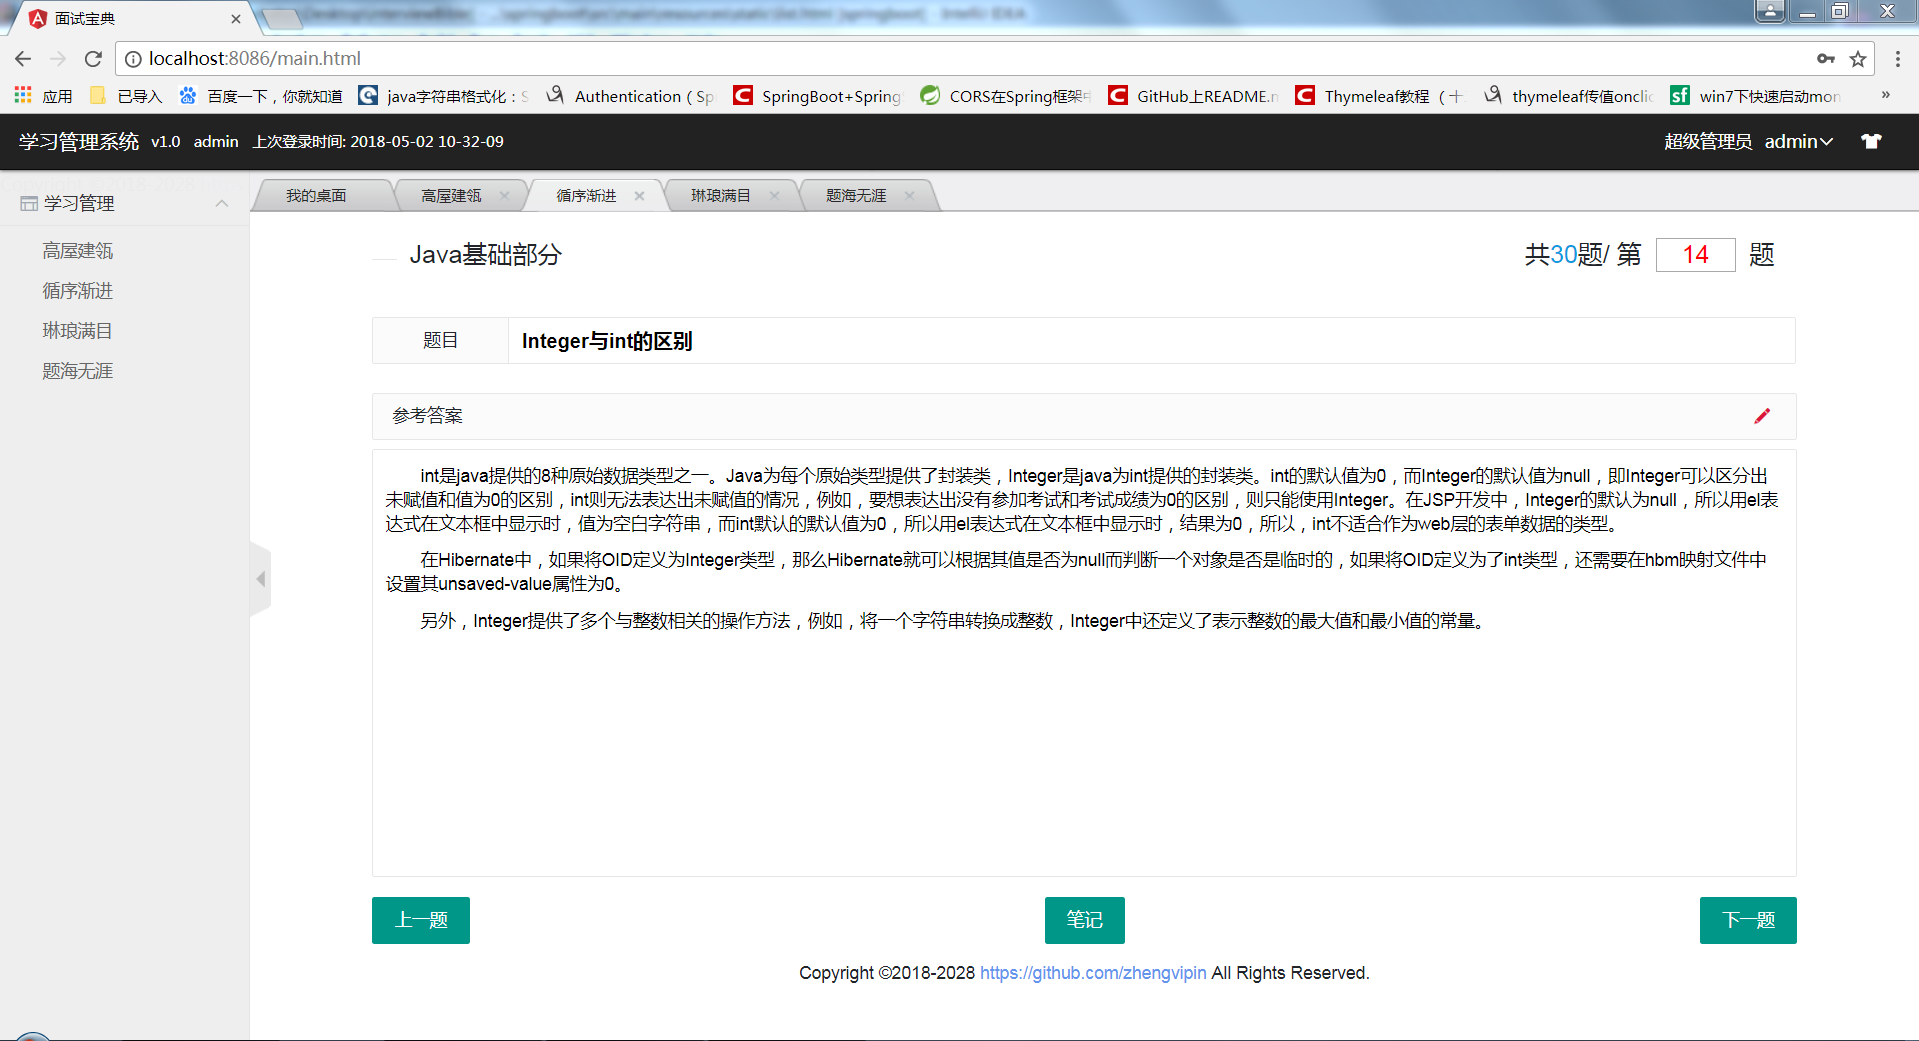 面试宝典
localhost:8086/main.html
应用 已导入 百度一下，你就知道 java字符串格式化：S Authentication（Sp SpringBoot+Spring CORS在Spring框架中 GitHub上README.m Thymeleaf教程 （十 thymeleaf传值onclic win7下快速启动mon »
学习管理系统 v1.0 admin 上次登录时间: 2018-05-02 10-32-09 超级管理员 admin
学习管理
高屋建瓴
循序渐进
琳琅满目
题海无涯
我的桌面 高屋建瓴 循序渐进 琳琅满目 题海无涯
Java基础部分 共30题/ 第 14 题
题目 Integer与int的区别
参考答案
int是java提供的8种原始数据类型之一。Java为每个原始类型提供了封装类，Integer是java为int提供的封装类。int的默认值为0，而Integer的默认值为null，即Integer可以区分出
未赋值和值为0的区别，int则无法表达出未赋值的情况，例如，要想表达出没有参加考试和考试成绩为0的区别，则只能使用Integer。在JSP开发中，Integer的默认为null，所以用el表
达式在文本框中显示时，值为空白字符串，而int默认的默认值为0，所以用el表达式在文本框中显示时，结果为0，所以，int不适合作为web层的表单数据的类型。
在Hibernate中，如果将OID定义为Integer类型，那么Hibernate就可以根据其值是否为null而判断一个对象是否是临时的，如果将OID定义为了int类型，还需要在hbm映射文件中
设置其unsaved-value属性为0。
另外，Integer提供了多个与整数相关的操作方法，例如，将一个字符串转换成整数，Integer中还定义了表示整数的最大值和最小值的常量。
上一题 笔记 下一题
Copyright ©2018-2028 https://github.com/zhengvipin All Rights Reserved.